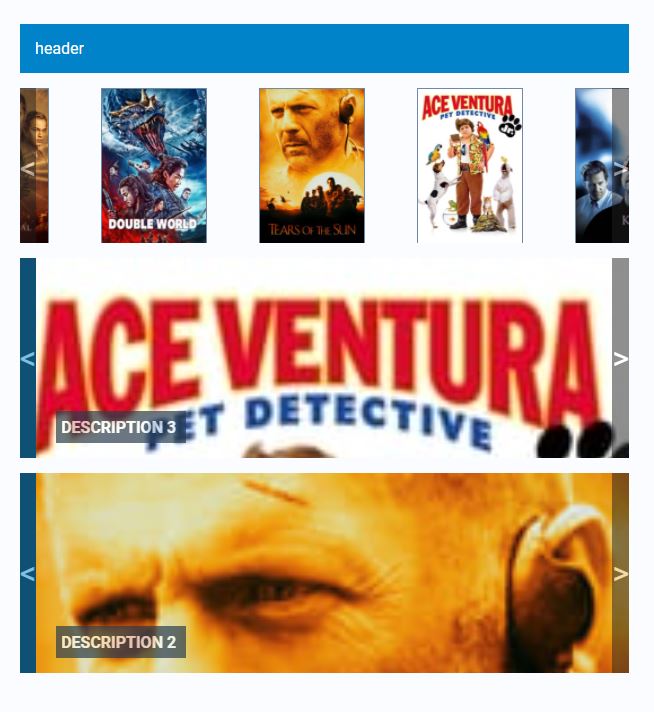 header
<
DOUBLE WORLD
TEARS OF THE SUN
ACE VENTURA
PET DETECTIVE
JR.
>
<
ACE VENTURA
PET DETECTIVE
DESCRIPTION 3
>
<
DESCRIPTION 2
>